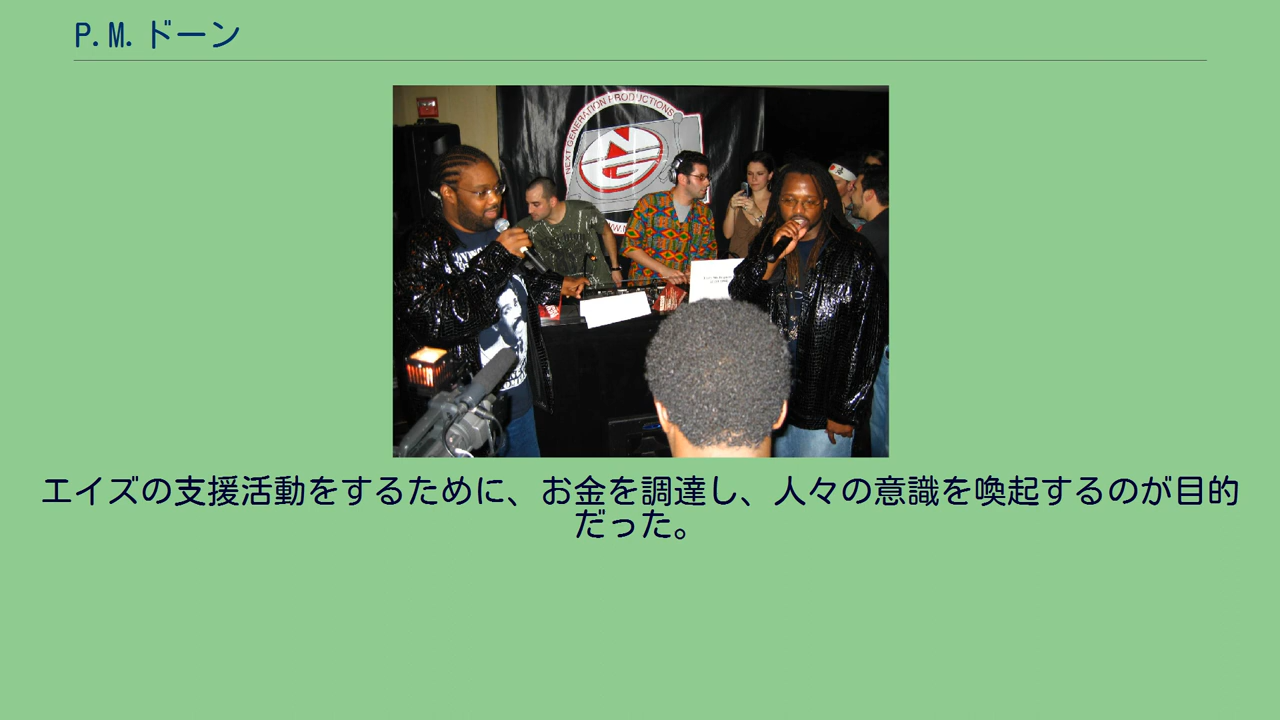 P.M.ドーン
NEXT GENERATION PRODUCTIONS
NG
エイズの支援活動をするために、お金を調達し、人々の意識を喚起するのが目的
だった。